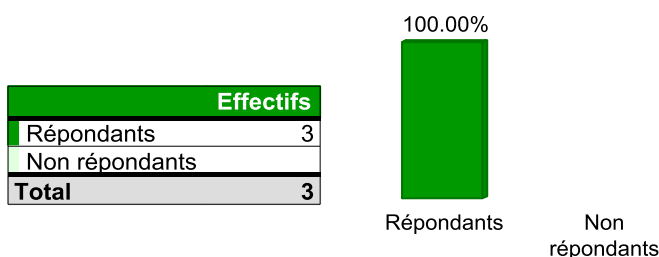 Effectifs
Répondants 3
Non répondants
Total 3
100.00%
Répondants
Non
répondants